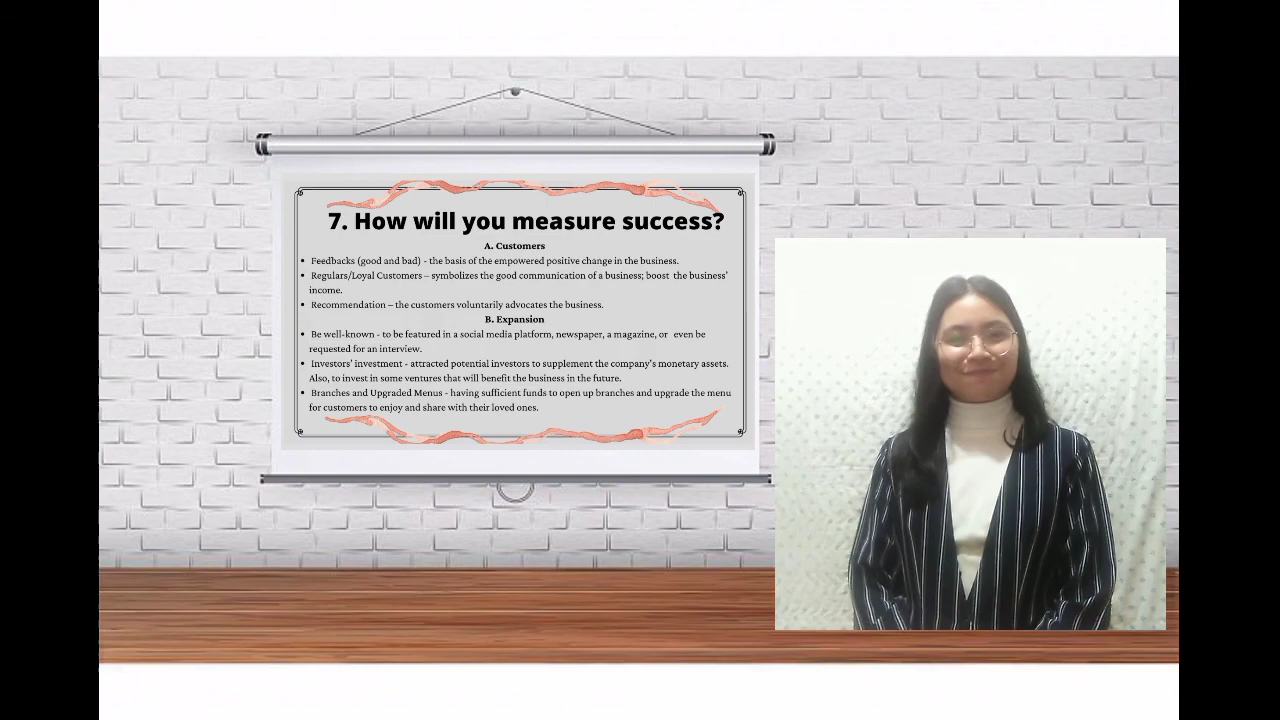 7. How will you measure success?
A. Customers
• Feedbacks (good and bad) - the basis of the empowered positive change in the business.
• Regulars/Loyal Customers – symbolizes the good communication of a business; boost the business'
income.
• Recommendation – the customers voluntarily advocates the business.
B. Expansion
• Be well-known - to be featured in a social media platform, newspaper, a magazine, or even be
requested for an interview.
• Investors' investment - attracted potential investors to supplement the company's monetary assets.
Also, to invest in some ventures that will benefit the business in the future.
• Branches and Upgraded Menus - having sufficient funds to open up branches and upgrade the menu
for customers to enjoy and share with their loved ones.